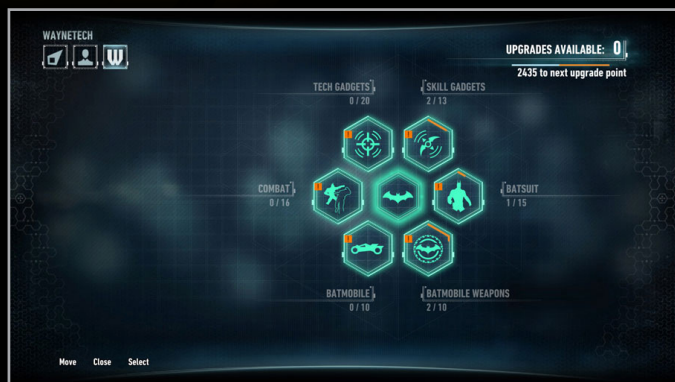 WAYNETECH
W
UPGRADES AVAILABLE: 0
2435 to next upgrade point
TECH GADGETS
0 / 20
SKILL GADGETS
2 / 13
COMBAT
0 / 16
BATSUIT
1 / 15
BATMOBILE
0 / 10
BATMOBILE WEAPONS
2 / 10
Move Close Select